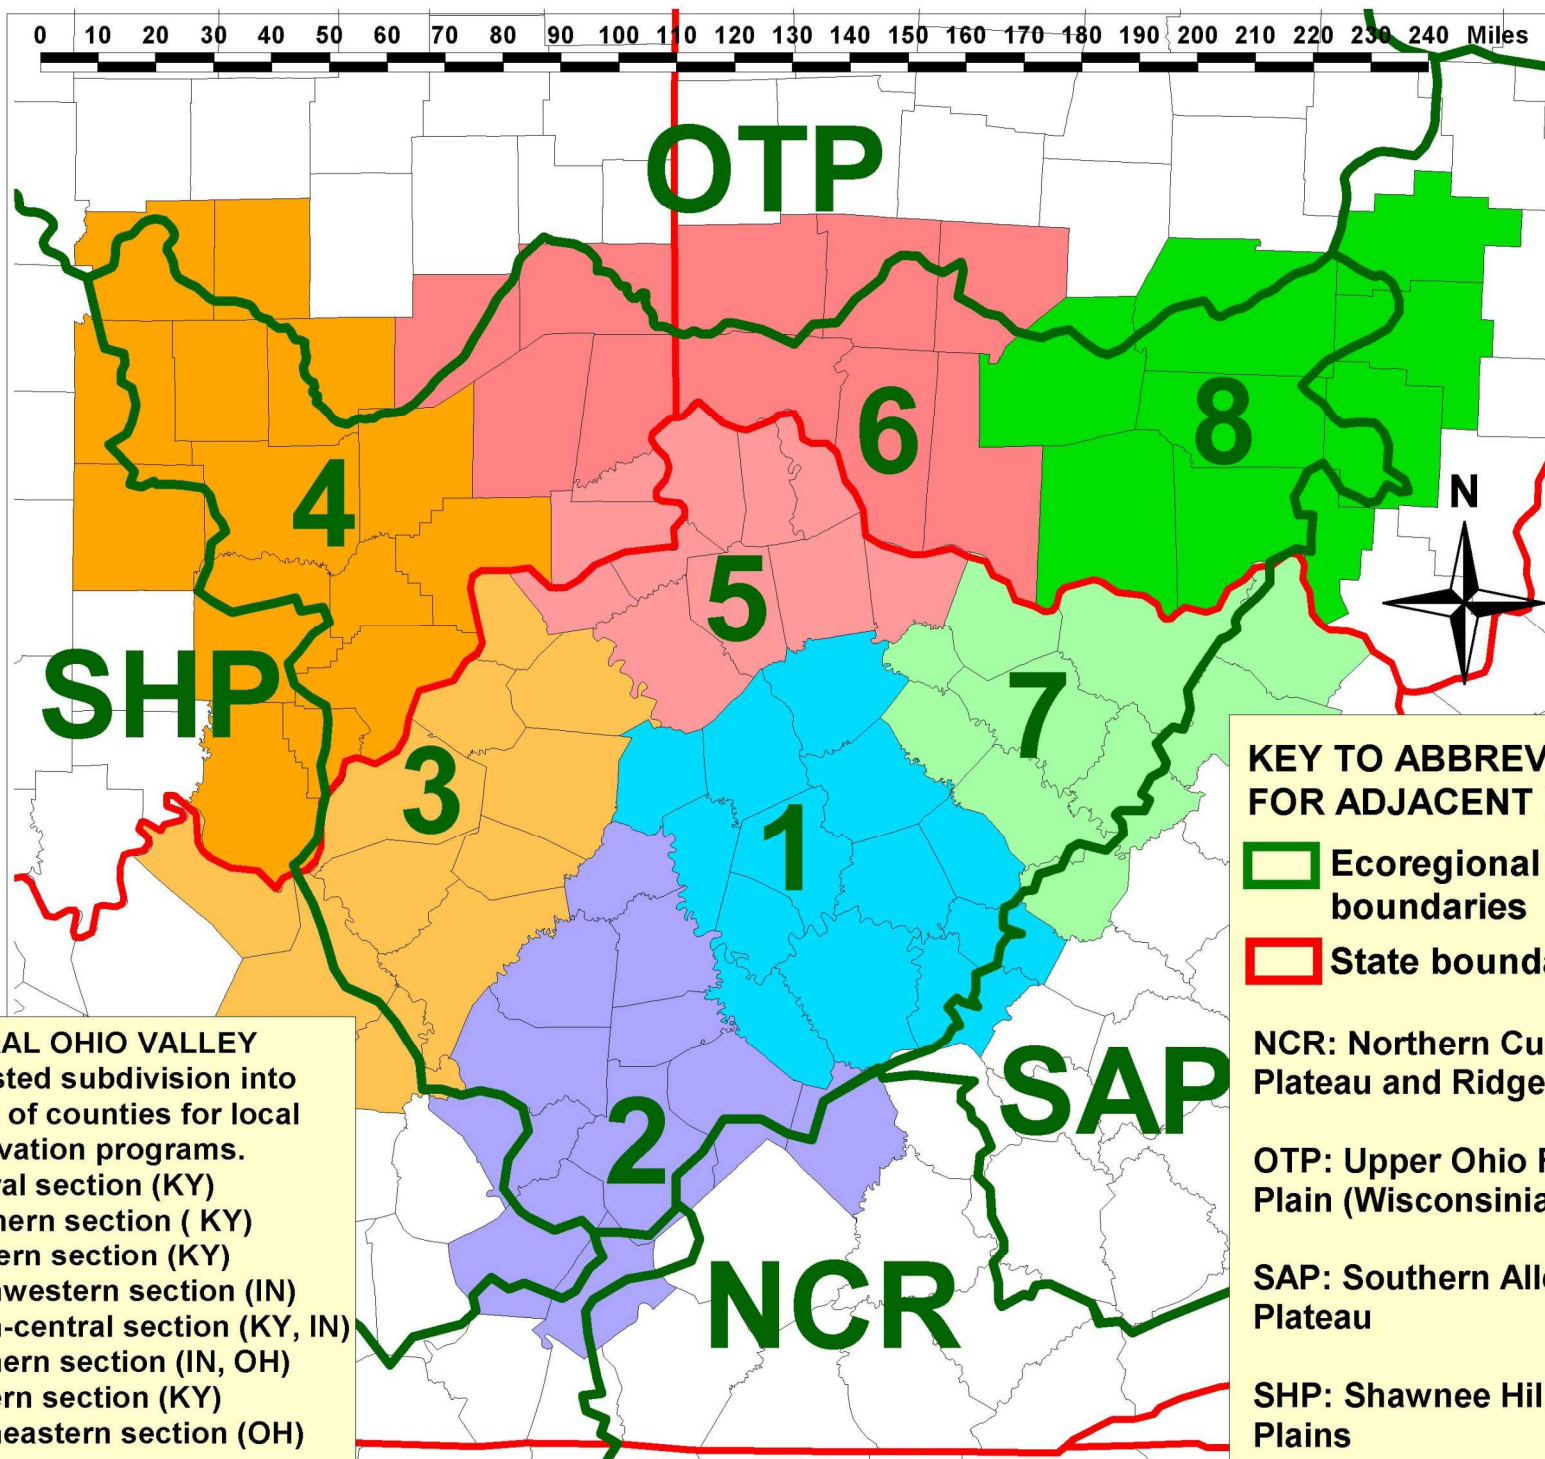 0 10 20 30 40 50 60 70 80 90 100 110 120 130 140 150 160 170 180 190 200 210 220 230 240 Miles
OTP
6
8
4
N
5
SHP
7
3
1
KEY TO ABBREV
FOR ADJACENT
Ecoregional
boundaries
State bounda
NCR: Northern Cu
Plateau and Ridge
OTP: Upper Ohio
Plain (Wisconsinia
SAP: Southern Alle
Plateau
SHP: Shawnee Hil
Plains
SAP
2
NCR
AL OHIO VALLEY
sted subdivision into
of counties for local
vation programs.
al section (KY)
hern section ( KY)
ern section (KY)
hwestern section (IN)
-central section (KY, IN)
hern section (IN, OH)
rn section (KY)
eastern section (OH)